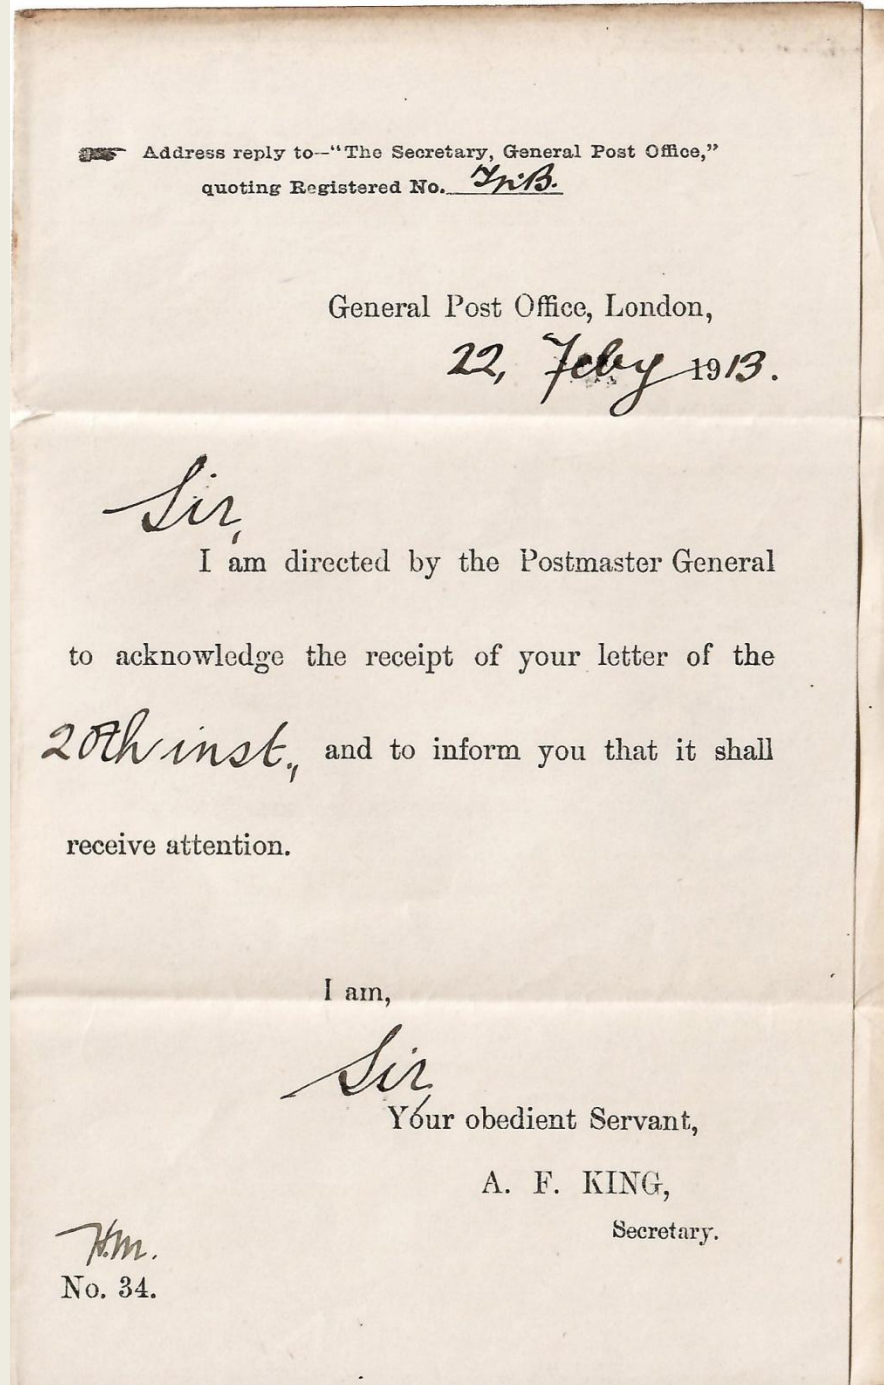 Address reply to—“The Secretary, General Post Office,”
quoting Registered No.
General Post Office, London,
22, Feby 1913.
Sir,
I am directed by the Postmaster General
to acknowledge the receipt of your letter of the
20th inst., and to inform you that it shall
receive attention.
I am,
Sir,
Your obedient Servant,
A. F. KING,
Secretary.
H.M.
No. 34.